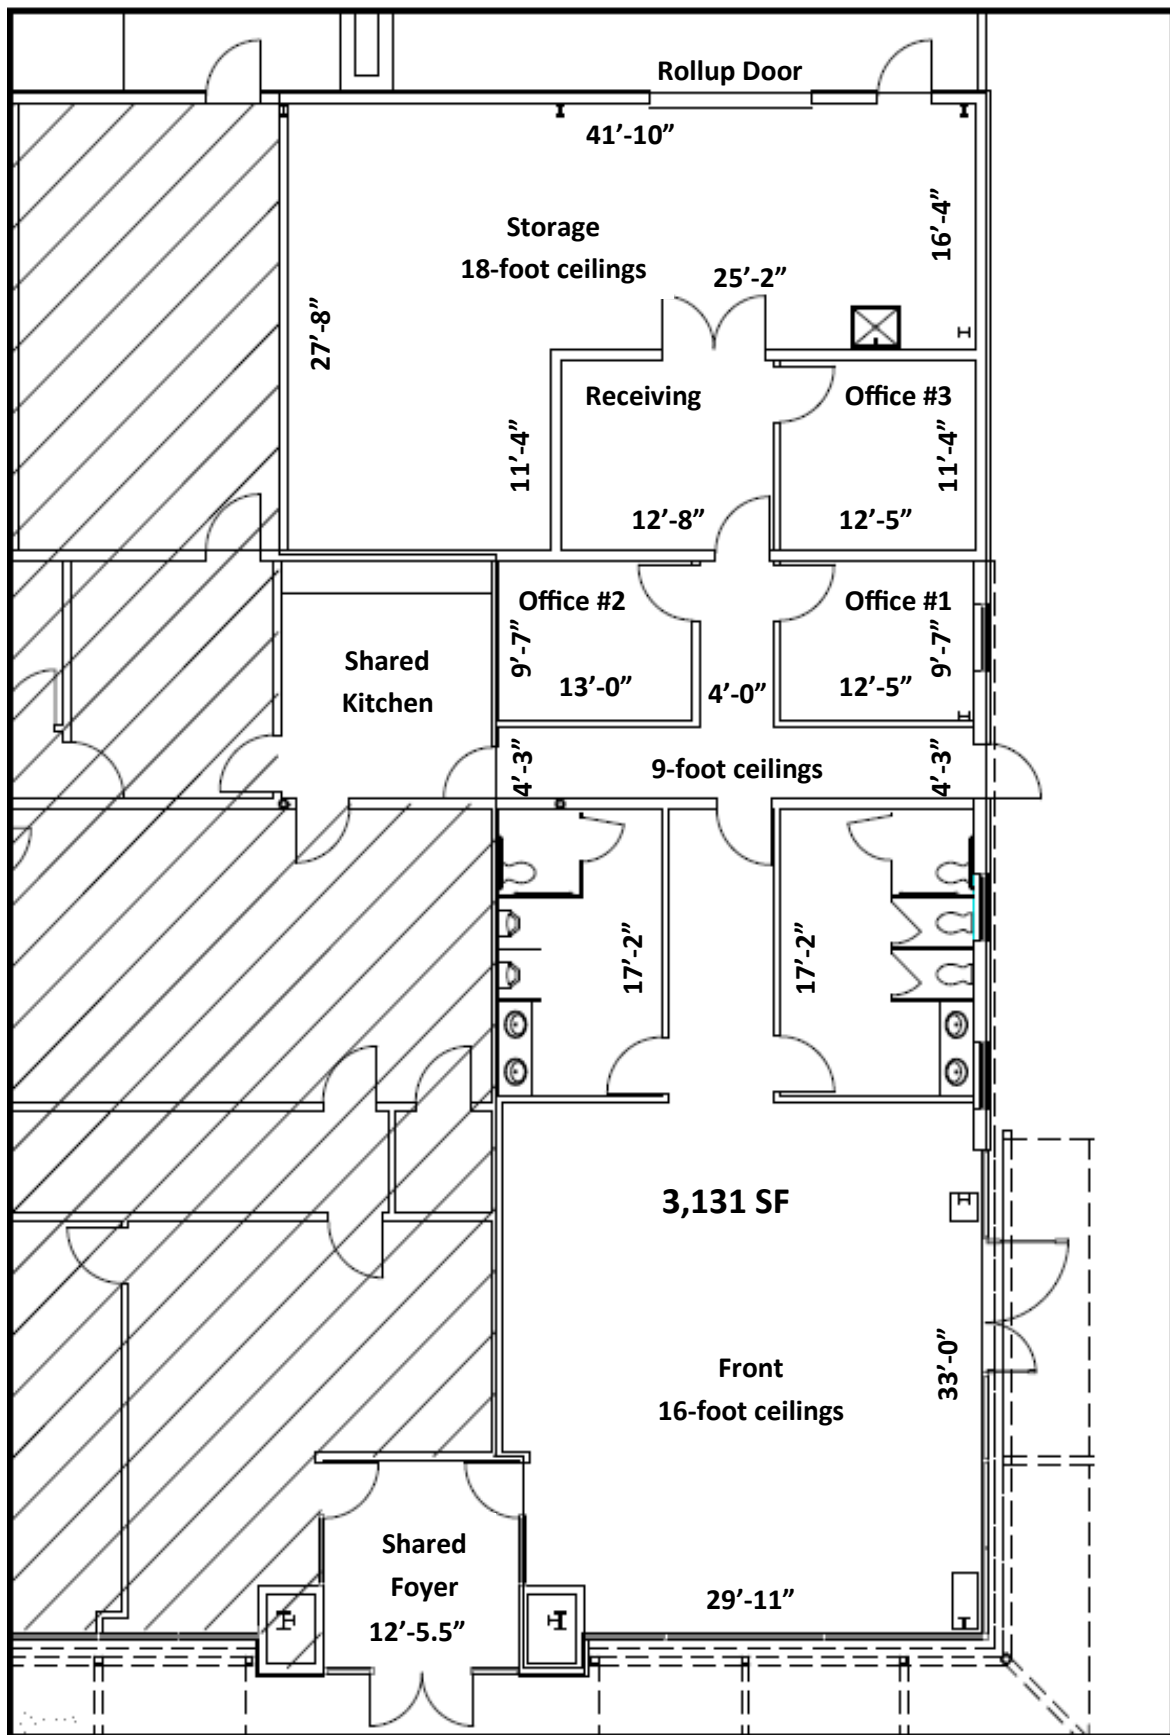 Rollup Door
41’-10”
16’-4”
Storage
18-foot ceilings
25’-2”
27’-8”
Receiving
Office #3
11’-4”
11’-4”
12’-8”
12’-5”
Office #2
Office #1
9’-7”
9’-7”
Shared
Kitchen
13’-0”
4’-0”
12’-5”
4’-3”
9-foot ceilings
4’-3”
17’-2”
17’-2”
3,131 SF
33’-0”
Front
16-foot ceilings
Shared
Foyer
12’-5.5”
29’-11”